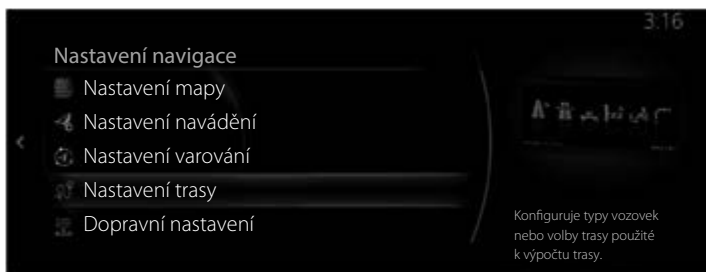 3:16
Nastavení navigace
Nastavení mapy
Nastavení navádění
Nastavení varování
Nastavení trasy
Dopravní nastavení
Konfiguruje typy vozovek
nebo volby trasy použité
k výpočtu trasy.